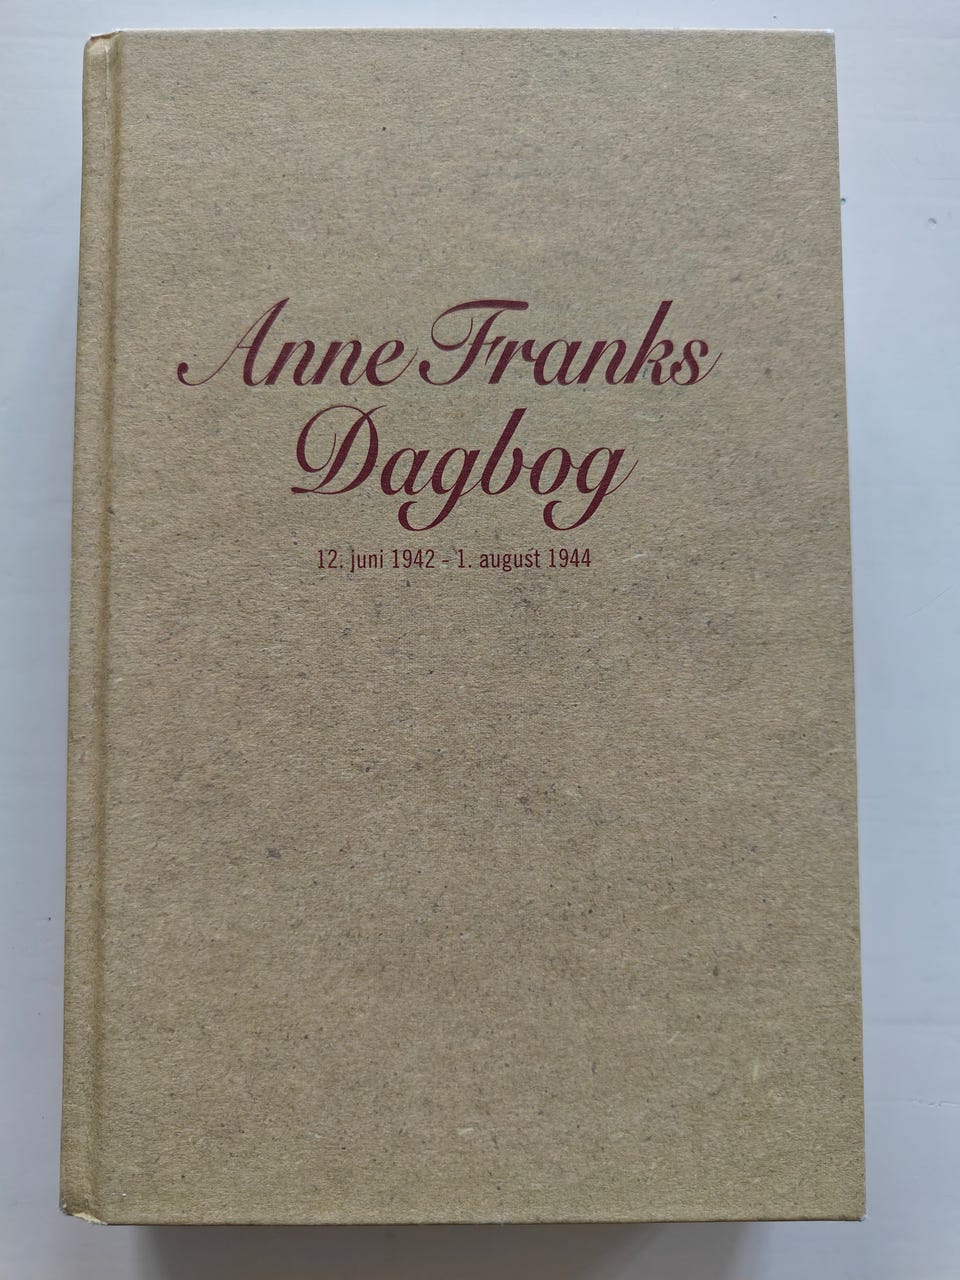 Anne Franks
Dagbog
12. juni 1942 - 1. august 1944